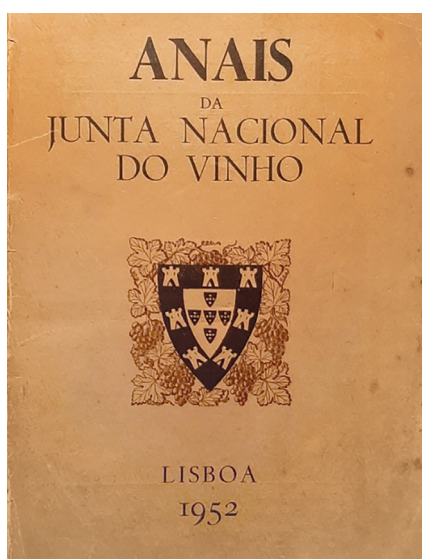 ANAIS
DA
JUNTA NACIONAL
DO VINHO
LISBOA
1952